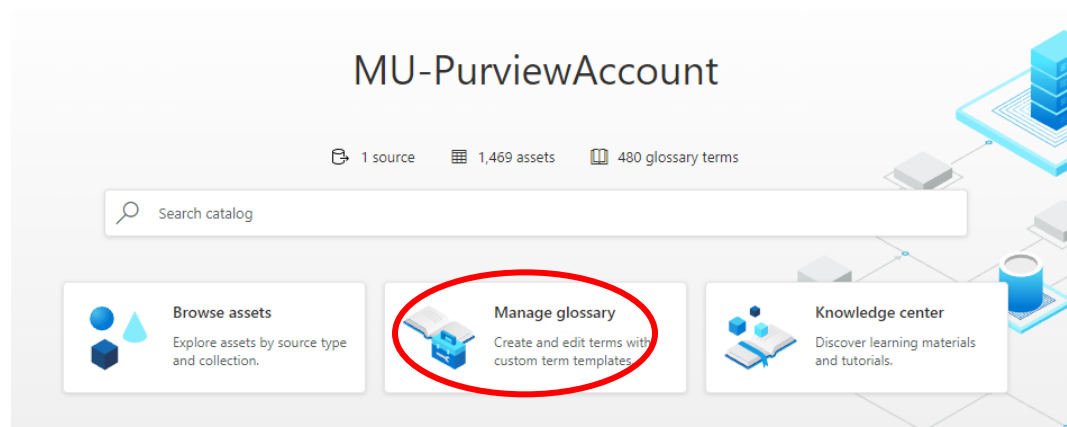 MU-PurviewAccount
1 source 1,469 assets 480 glossary terms
Search catalog
Browse assets
Explore assets by source type
and collection.
Manage glossary
Create and edit terms with
custom term templates.
Knowledge center
Discover learning materials
and tutorials.